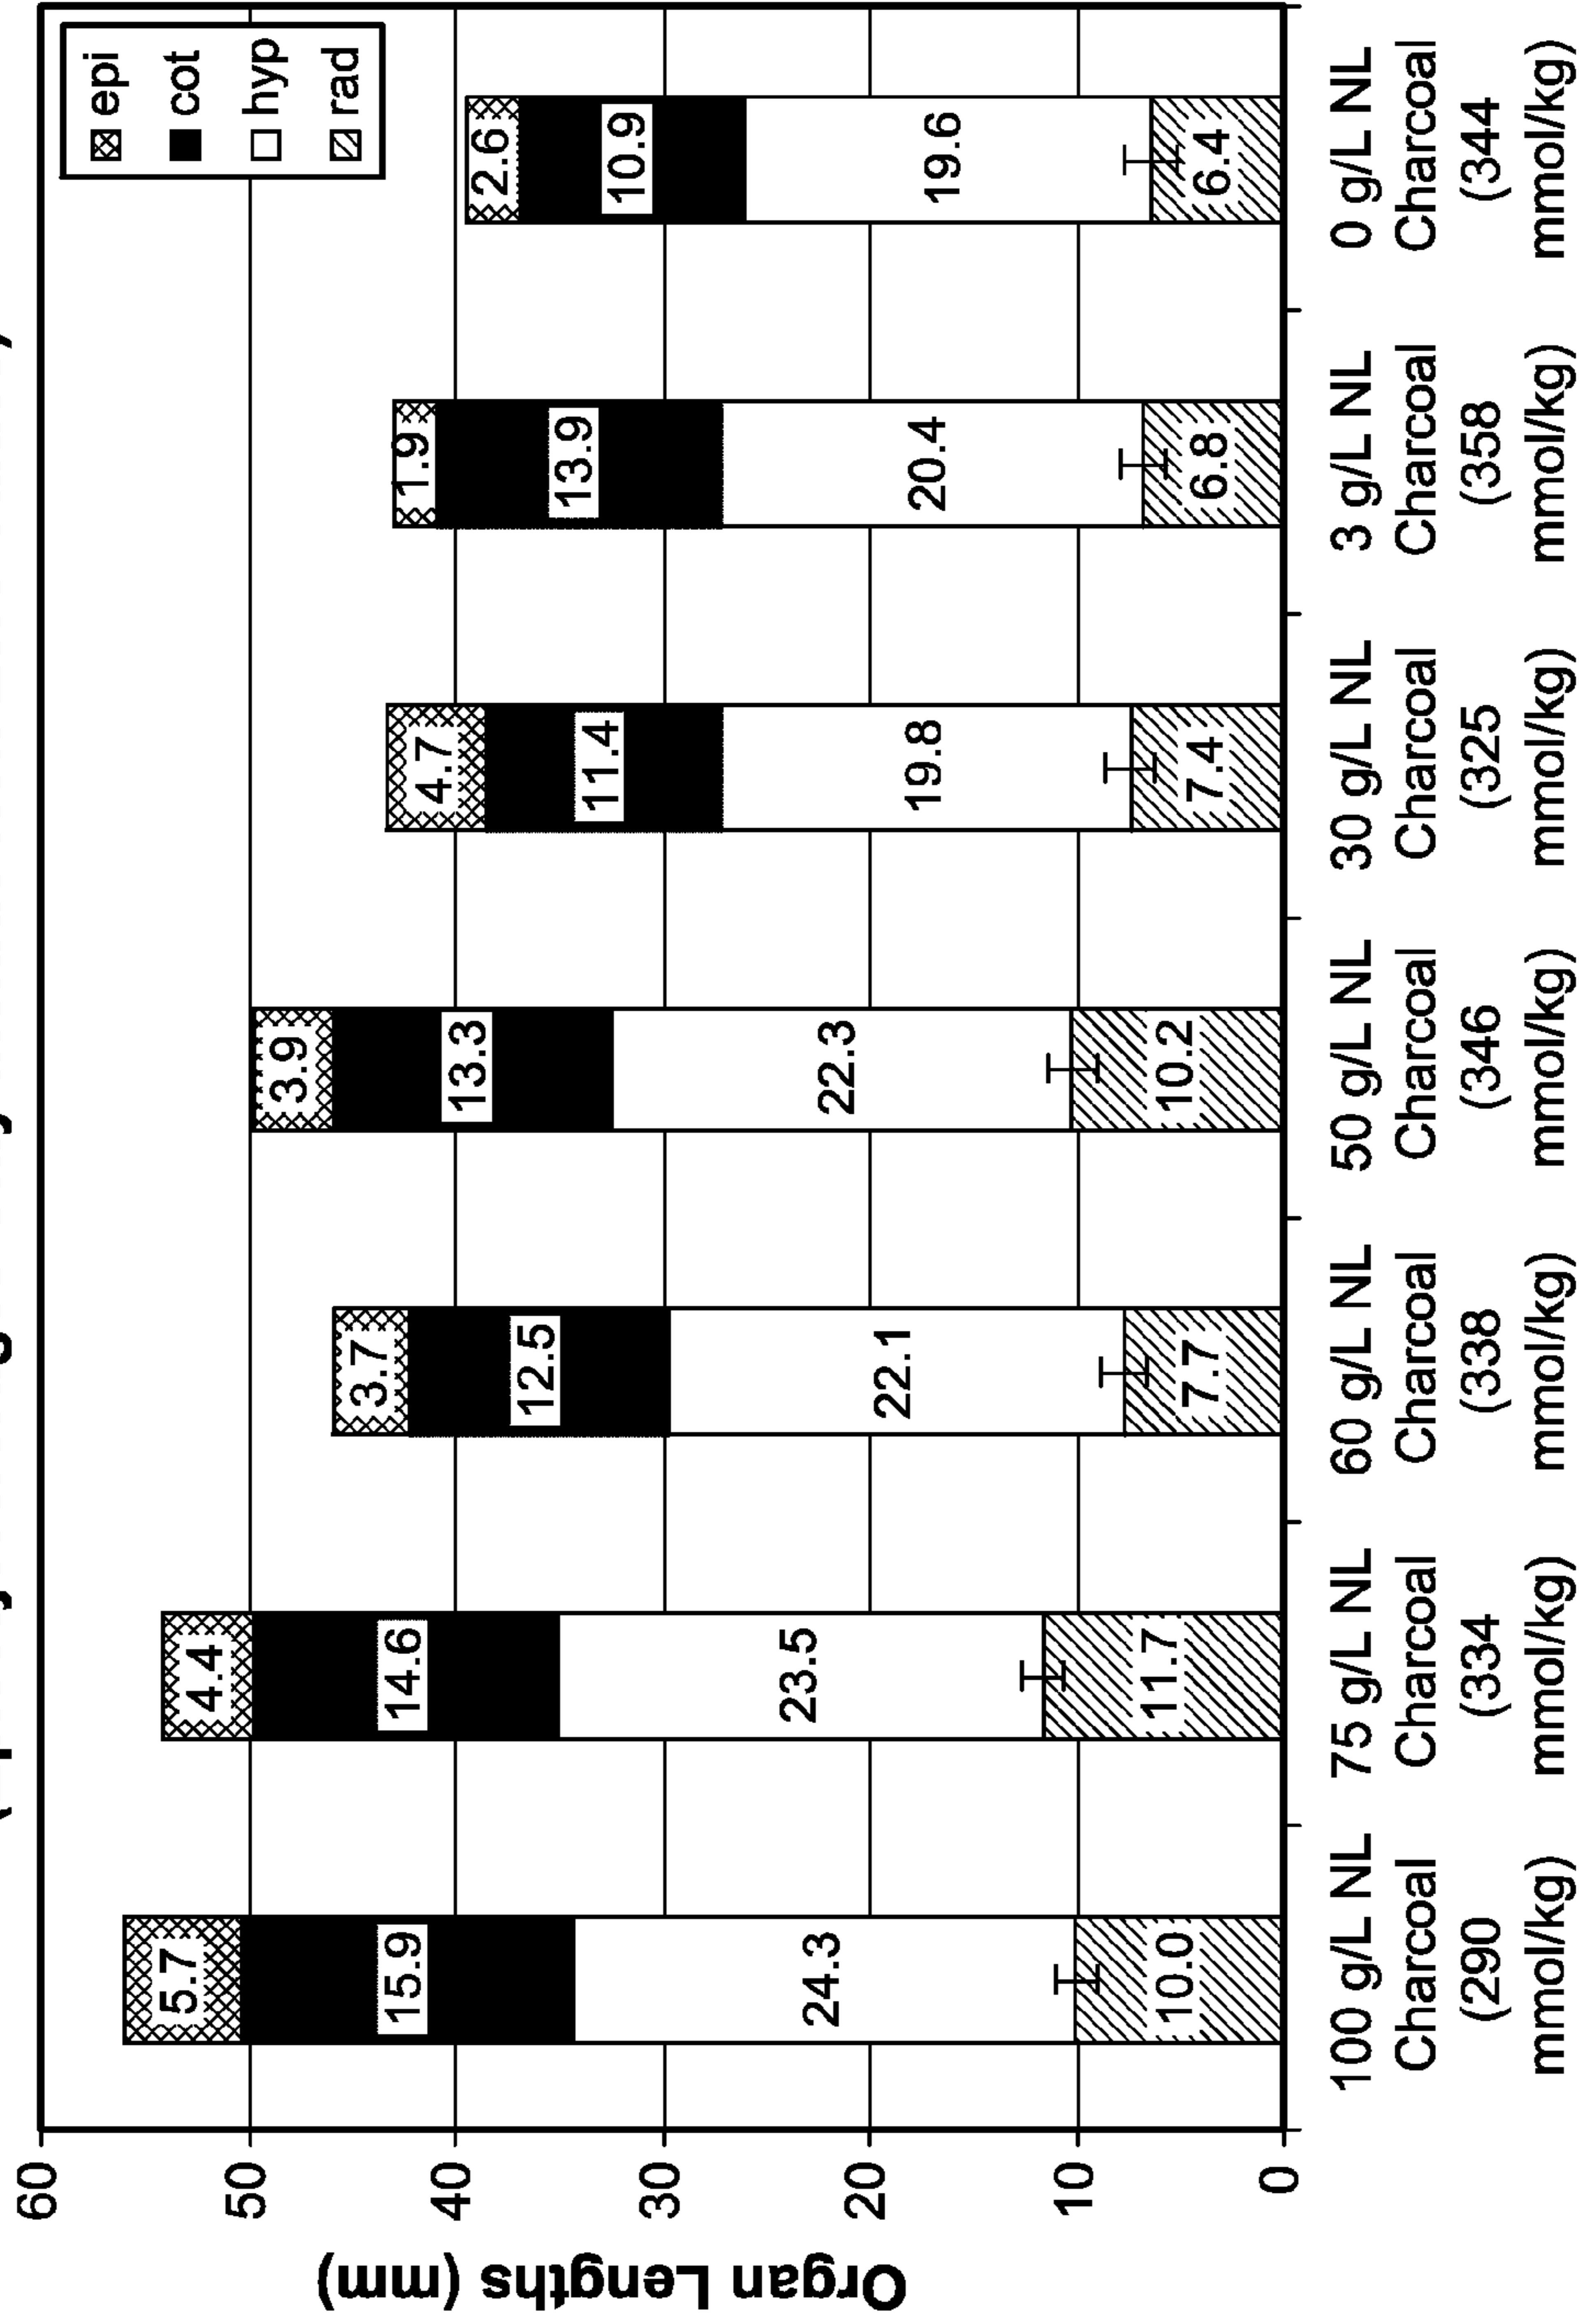 60
50
40
30
20
10
0
Organ Lengths (mm)
epi
cot
hyp
rad
5.7
15.9
24.3
10.0
4.4
14.6
23.5
11.7
3.7
12.5
22.1
7.7
3.9
13.3
22.3
10.2
4.7
11.4
19.8
7.4
1.9
13.9
20.4
6.8
2.6
10.9
19.6
6.4
100 g/L NL
Charcoal
(290
mmol/kg)
75 g/L NL
Charcoal
(334
mmol/kg)
60 g/L NL
Charcoal
(338
mmol/kg)
50 g/L NL
Charcoal
(346
mmol/kg)
30 g/L NL
Charcoal
(325
mmol/kg)
3 g/L NL
Charcoal
(358
mmol/kg)
0 g/L NL
Charcoal
(344
mmol/kg)